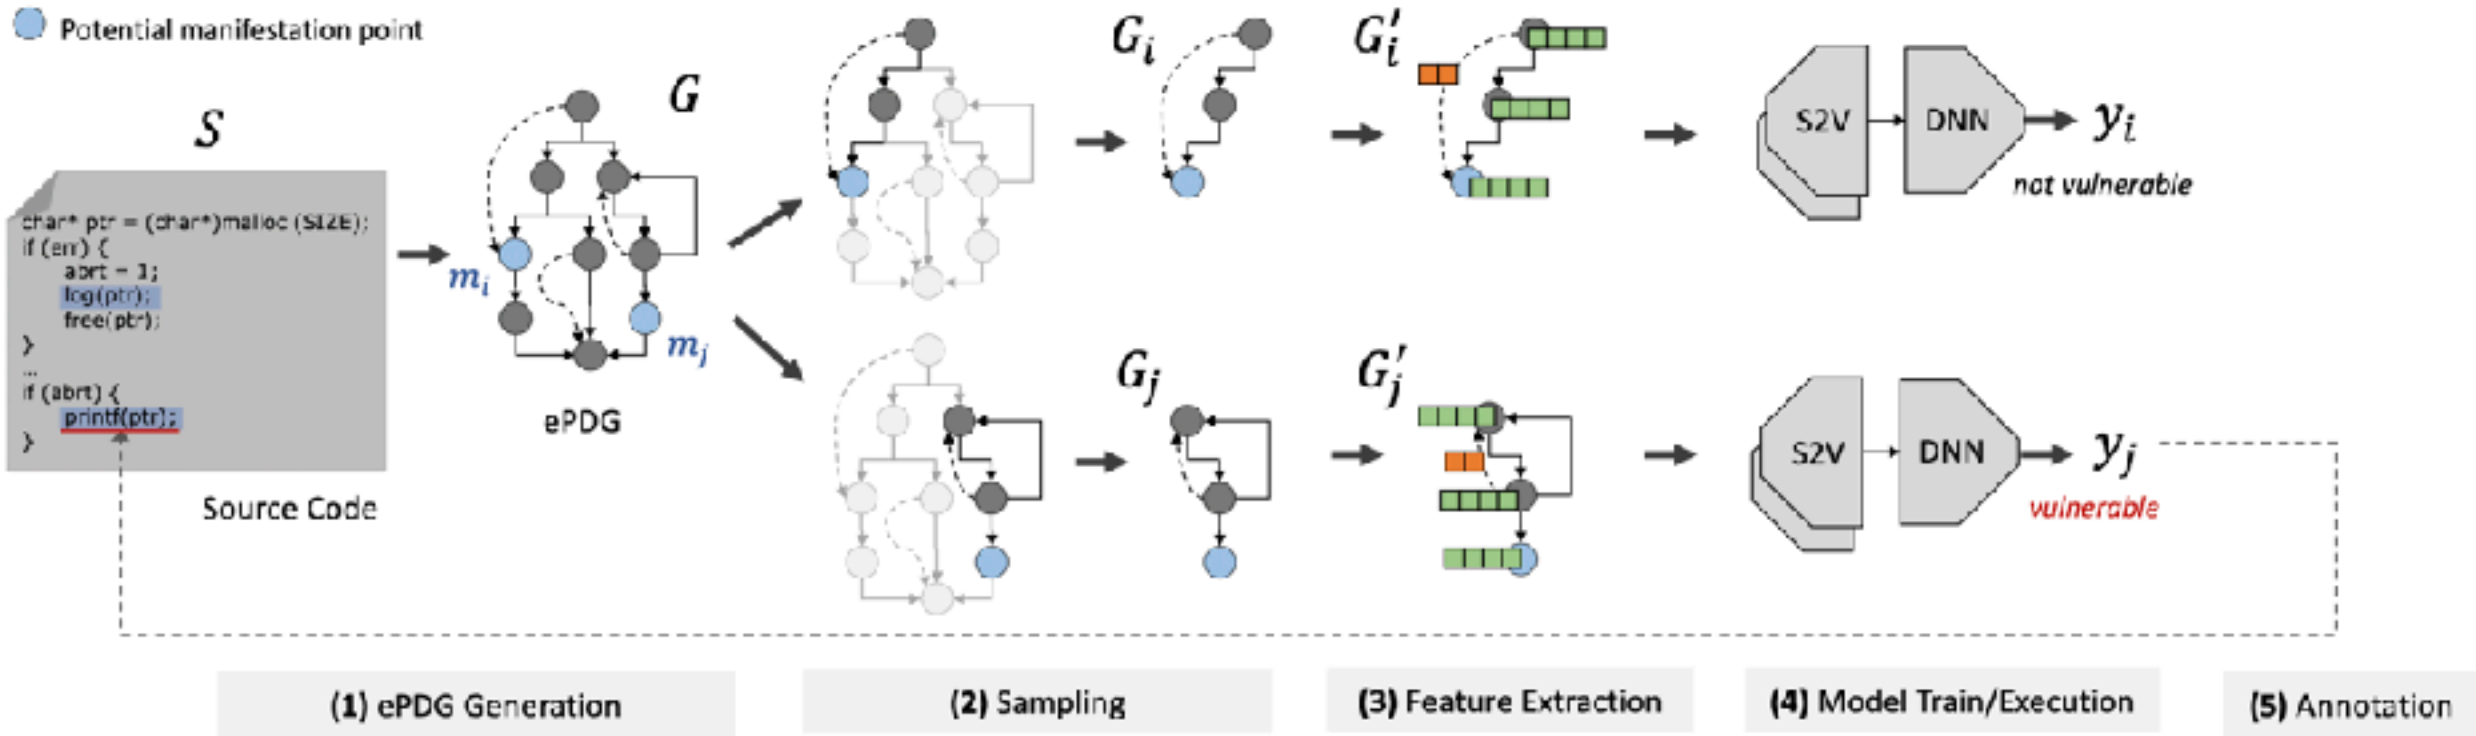 Potential manifestation point
S
char* ptr = (char*)malloc (SIZE);
if (err) {
abrt = 1;
log(ptr);
free(ptr);
}
...
if (abrt) {
printf(ptr);
}
Source Code
G
m_i
m_j
ePDG
G_i
G'_i
S2V
DNN
y_i
not vulnerable
G_j
G'_j
S2V
DNN
y_j
vulnerable
(1) ePDG Generation
(2) Sampling
(3) Feature Extraction
(4) Model Train/Execution
(5) Annotation